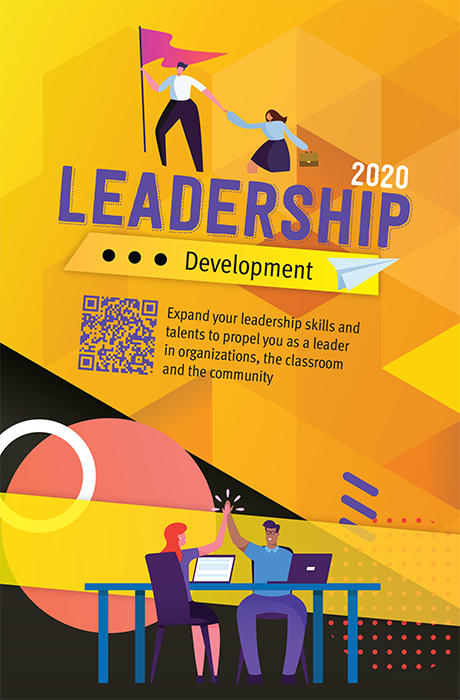 2020
LEADERSHIP
Development
Expand your leadership skills and
talents to propel you as a leader
in organizations, the classroom
and the community